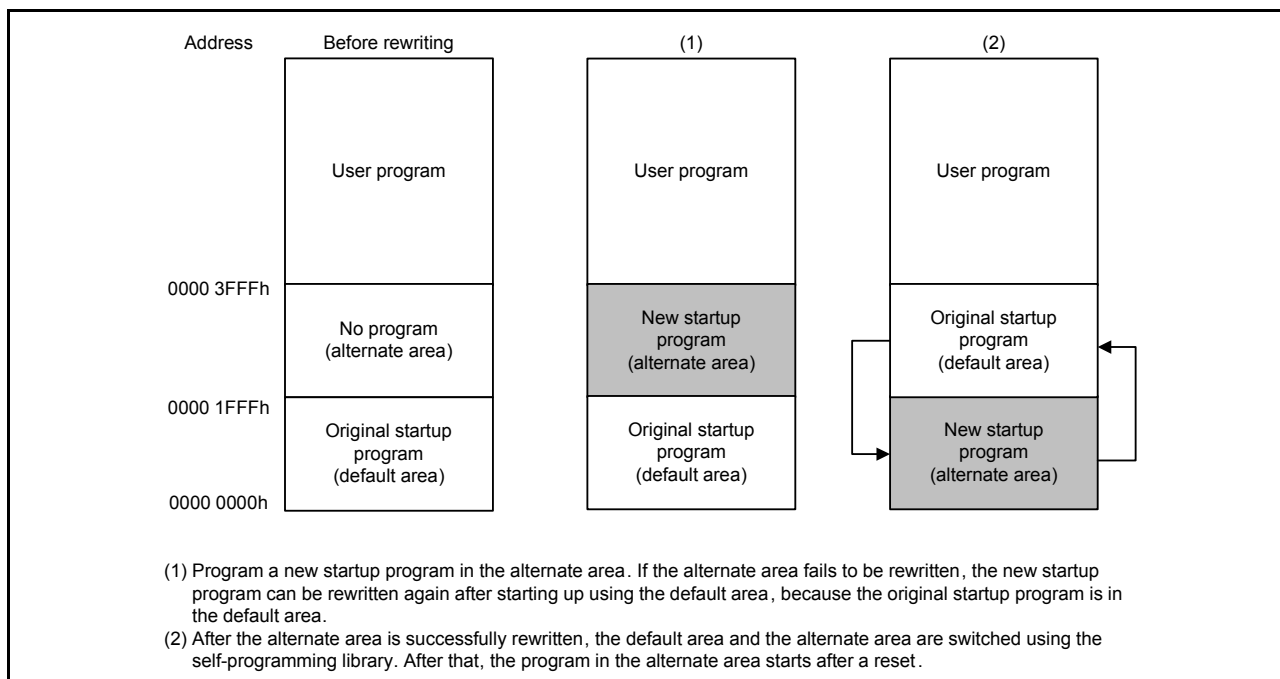 Address
Before rewriting
(1)
(2)
User program
User program
User program
0000 3FFFh
No program
(alternate area)
New startup
program
(alternate area)
Original startup
program
(default area)
0000 1FFFh
Original startup
program
(default area)
Original startup
program
(default area)
New startup
program
(alternate area)
0000 0000h
(1) Program a new startup program in the alternate area. If the alternate area fails to be rewritten, the new startup
program can be rewritten again after starting up using the default area, because the original startup program is in
the default area.
(2) After the alternate area is successfully rewritten, the default area and the alternate area are switched using the
self-programming library. After that, the program in the alternate area starts after a reset.